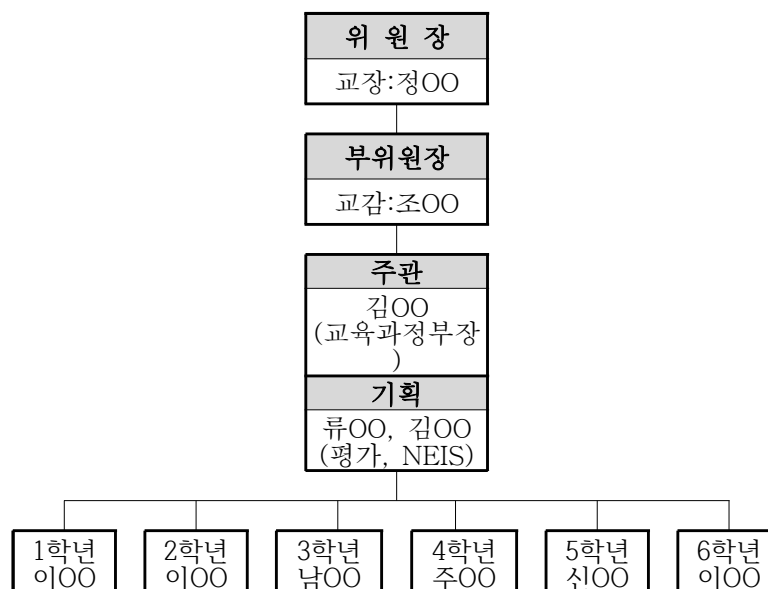 위 원 장
교장:정OO
부위원장
교감:조OO
주관
김OO
(교육과정부장
)
기획
류OO, 김OO
(평가, NEIS)
1학년 2학년 3학년 4학년 5학년 6학년
이OO 이OO 남OO 주OO 신OO 이OO